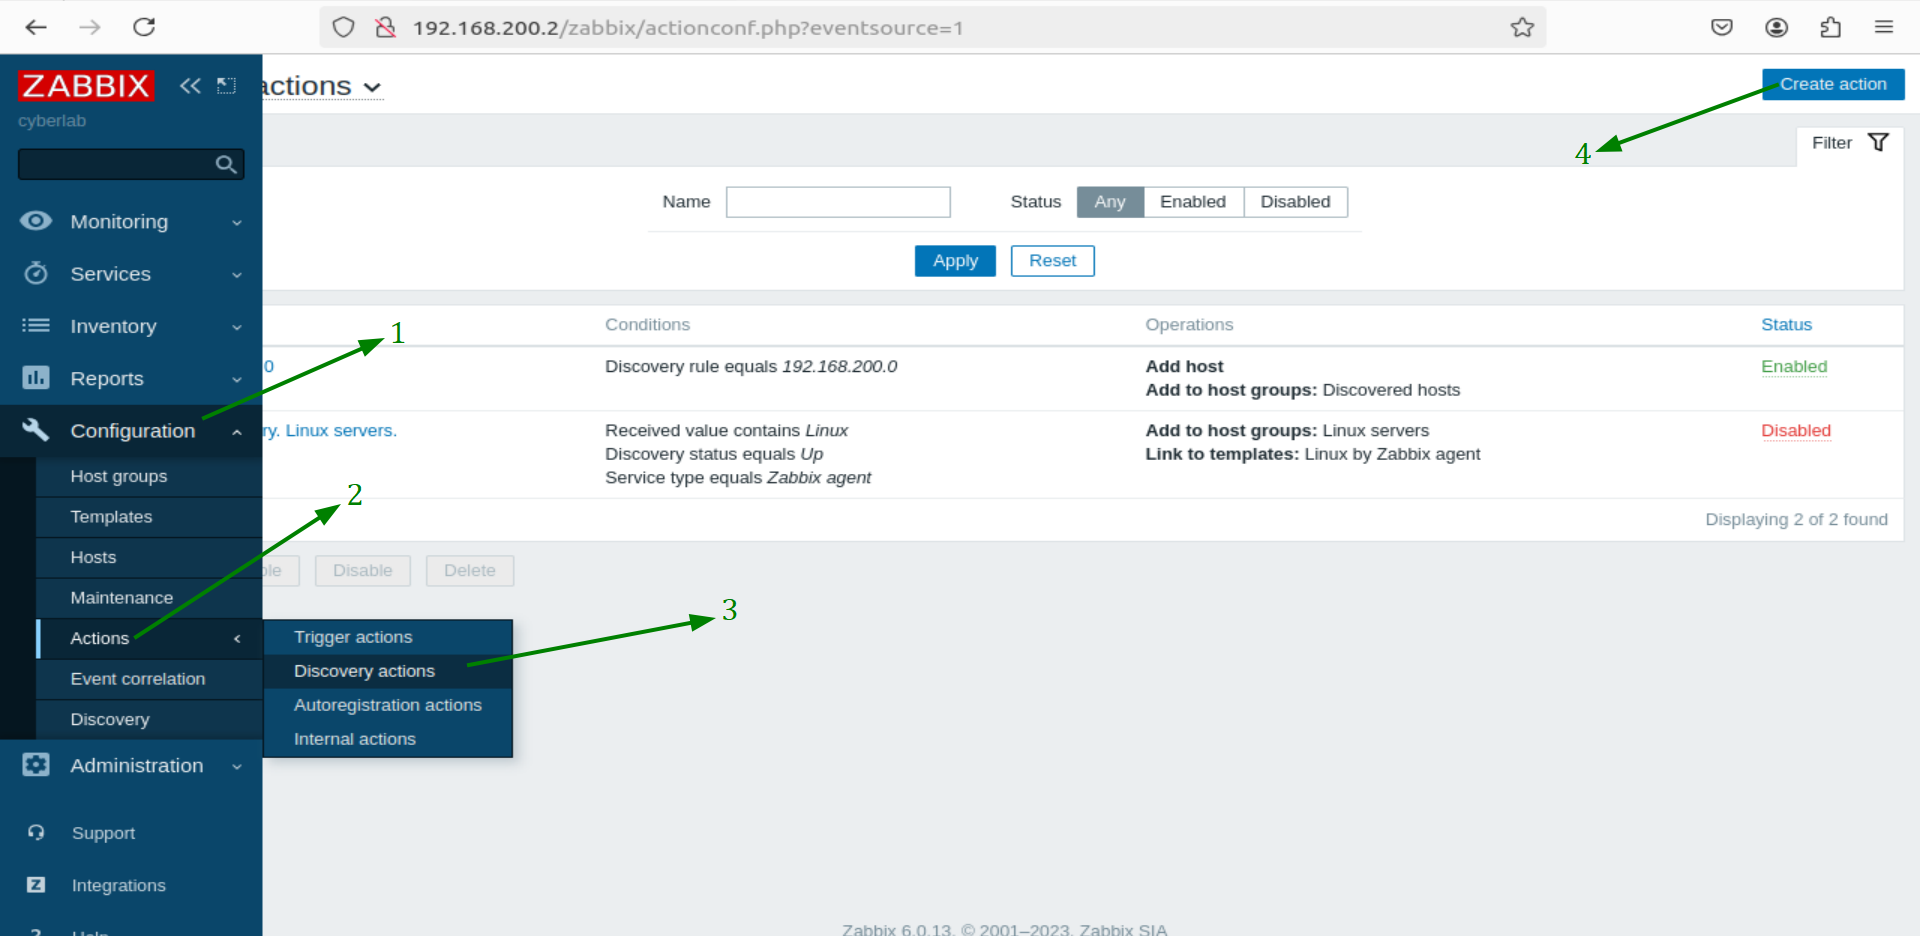 192.168.200.2/zabbix/actionconf.php?eventsource=1
ZABBIX
cyberlab
actions
Create action
4
Filter
Name
Status Any Enabled Disabled
Apply Reset
Monitoring
Services
Inventory
Reports
Configuration
Host groups
Templates
Hosts
Maintenance
Actions
Event correlation
Discovery
Administration
Support
Integrations
1
2
3
Trigger actions
Discovery actions
Autoregistration actions
Internal actions
Conditions Operations Status
0 Discovery rule equals 192.168.200.0 Add host Enabled
Add to host groups: Discovered hosts
ry. Linux servers. Received value contains Linux Add to host groups: Linux servers Disabled
Discovery status equals Up Link to templates: Linux by Zabbix agent
Service type equals Zabbix agent
Displaying 2 of 2 found
Disable Delete
Zabbix 6.0.13. © 2001–2023, Zabbix SIA